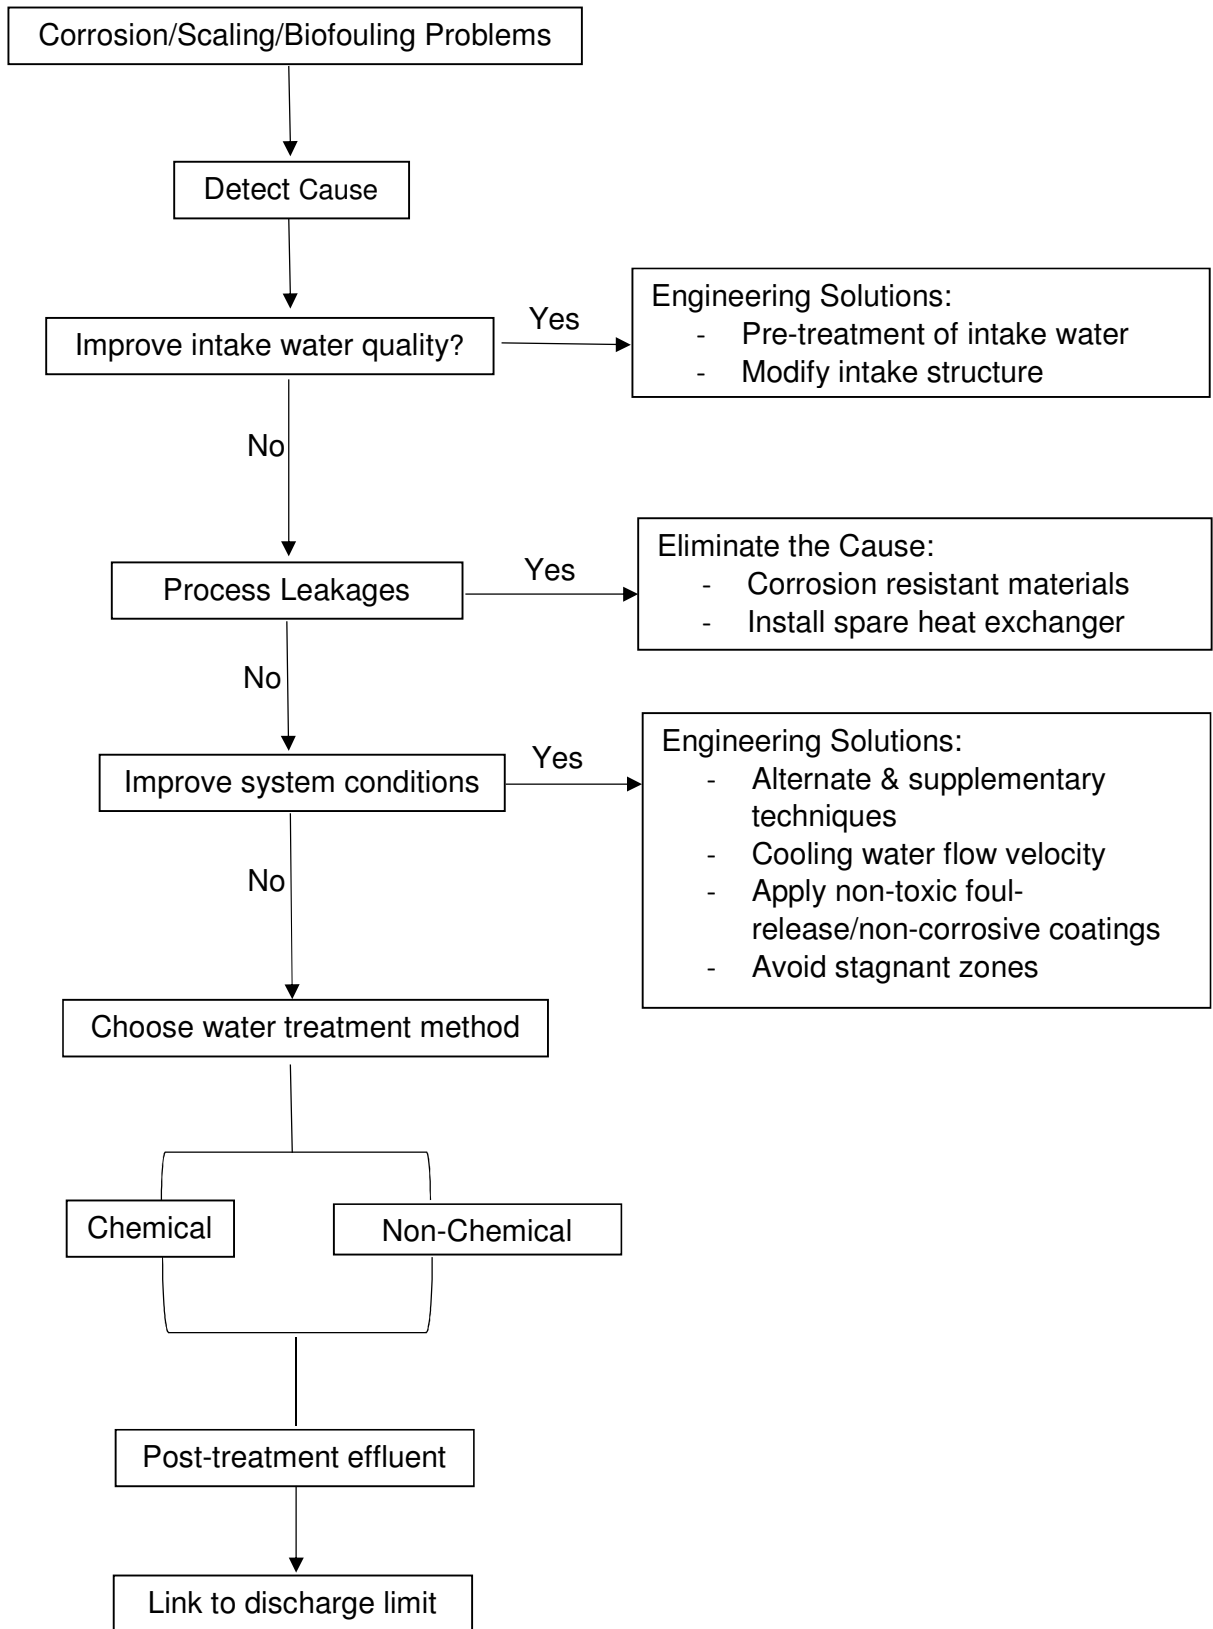 Corrosion/Scaling/Biofouling Problems
Detect Cause
Improve intake water quality?
Yes
Engineering Solutions:
- Pre-treatment of intake water
- Modify intake structure
No
Process Leakages
Yes
Eliminate the Cause:
- Corrosion resistant materials
- Install spare heat exchanger
No
Improve system conditions
Yes
Engineering Solutions:
- Alternate & supplementary
techniques
- Cooling water flow velocity
- Apply non-toxic foul-
release/non-corrosive coatings
- Avoid stagnant zones
No
Choose water treatment method
Chemical
Non-Chemical
Post-treatment effluent
Link to discharge limit